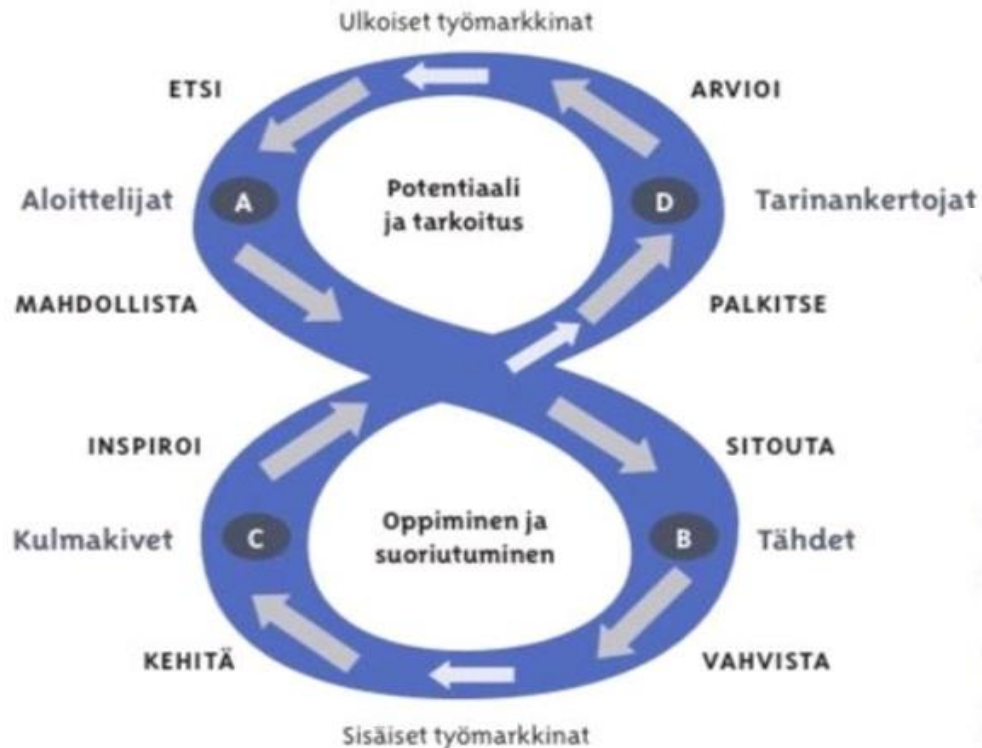 Ulkoiset työmarkkinat
ETSI
ARVIOI
Aloittelijat
A
Potentiaali
ja tarkoitus
D
Tarinankertojat
MAHDOLLISTA
PALKITSE
INSPIROI
SITOUTA
Kulmakivet
C
Oppiminen ja
suoriutuminen
B
Tähdet
KEHITÄ
VAHVISTA
Sisäiset työmarkkinat